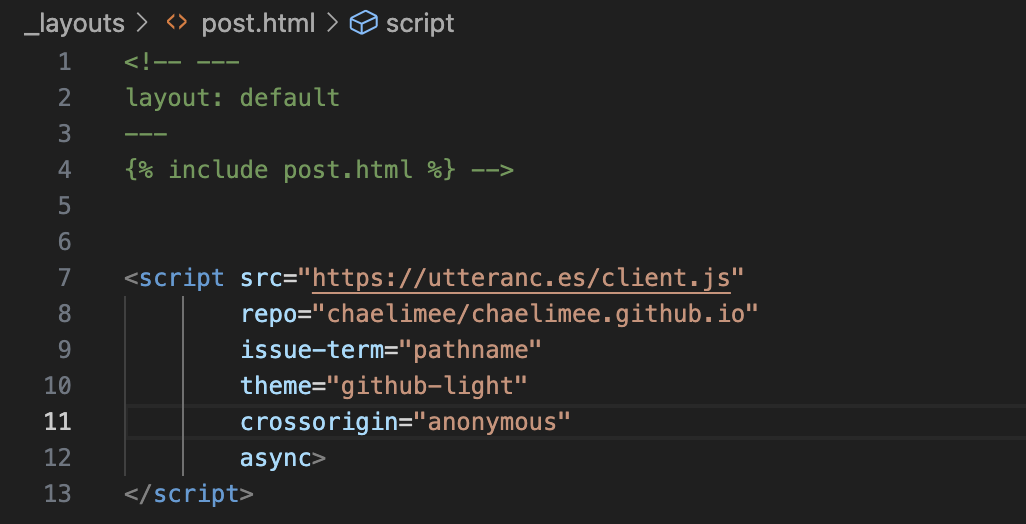 _layouts > <> post.html > script
1 <!-- ---
2 layout: default
3 ---
4 {% include post.html %} -->
5
6
7 <script src="https://utteranc.es/client.js"
8 repo="chaelimee/chaelimee.github.io"
9 issue-term="pathname"
10 theme="github-light"
11 crossorigin="anonymous"
12 async>
13 </script>